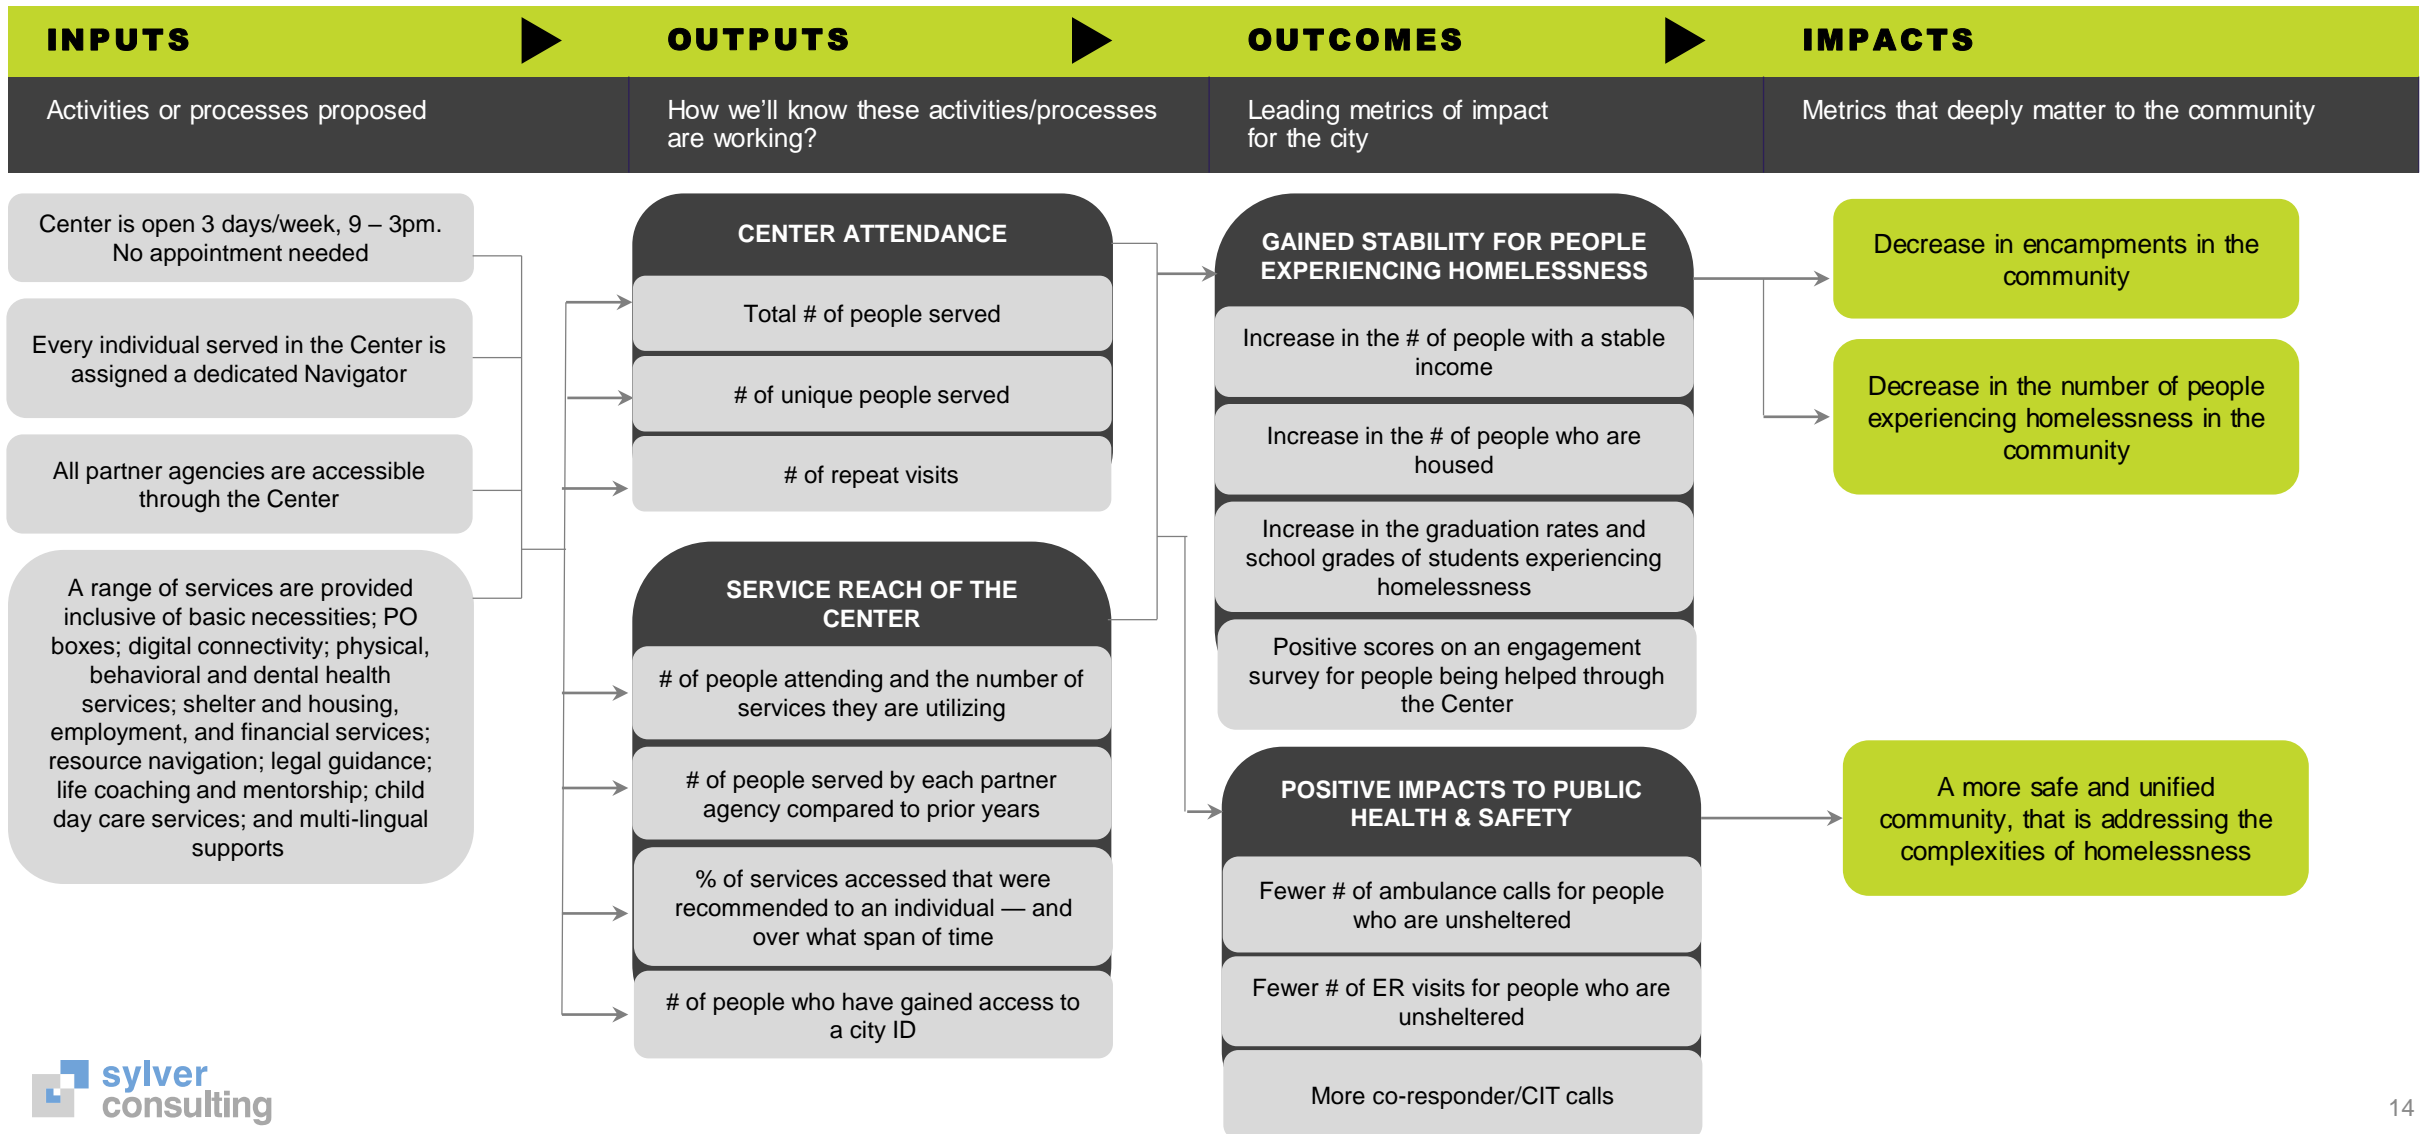 INPUTS
OUTPUTS
OUTCOMES
IMPACTS
Activities or processes proposed
How we’ll know these activities/processes
are working?
Leading metrics of impact
for the city
Metrics that deeply matter to the community
Center is open 3 days/week, 9 – 3pm.
No appointment needed
Every individual served in the Center is
assigned a dedicated Navigator
All partner agencies are accessible
through the Center
A range of services are provided
inclusive of basic necessities; PO
boxes; digital connectivity; physical,
behavioral and dental health
services; shelter and housing,
employment, and financial services;
resource navigation; legal guidance;
life coaching and mentorship; child
day care services; and multi-lingual
supports
CENTER ATTENDANCE
Total # of people served
# of unique people served
# of repeat visits
SERVICE REACH OF THE
CENTER
# of people attending and the number of
services they are utilizing
# of people served by each partner
agency compared to prior years
% of services accessed that were
recommended to an individual — and
over what span of time
# of people who have gained access to
a city ID
GAINED STABILITY FOR PEOPLE
EXPERIENCING HOMELESSNESS
Increase in the # of people with a stable
income
Increase in the # of people who are
housed
Increase in the graduation rates and
school grades of students experiencing
homelessness
Positive scores on an engagement
survey for people being helped through
the Center
POSITIVE IMPACTS TO PUBLIC
HEALTH & SAFETY
Fewer # of ambulance calls for people
who are unsheltered
Fewer # of ER visits for people who are
unsheltered
More co-responder/CIT calls
Decrease in encampments in the
community
Decrease in the number of people
experiencing homelessness in the
community
A more safe and unified
community, that is addressing the
complexities of homelessness
sylver
consulting
14